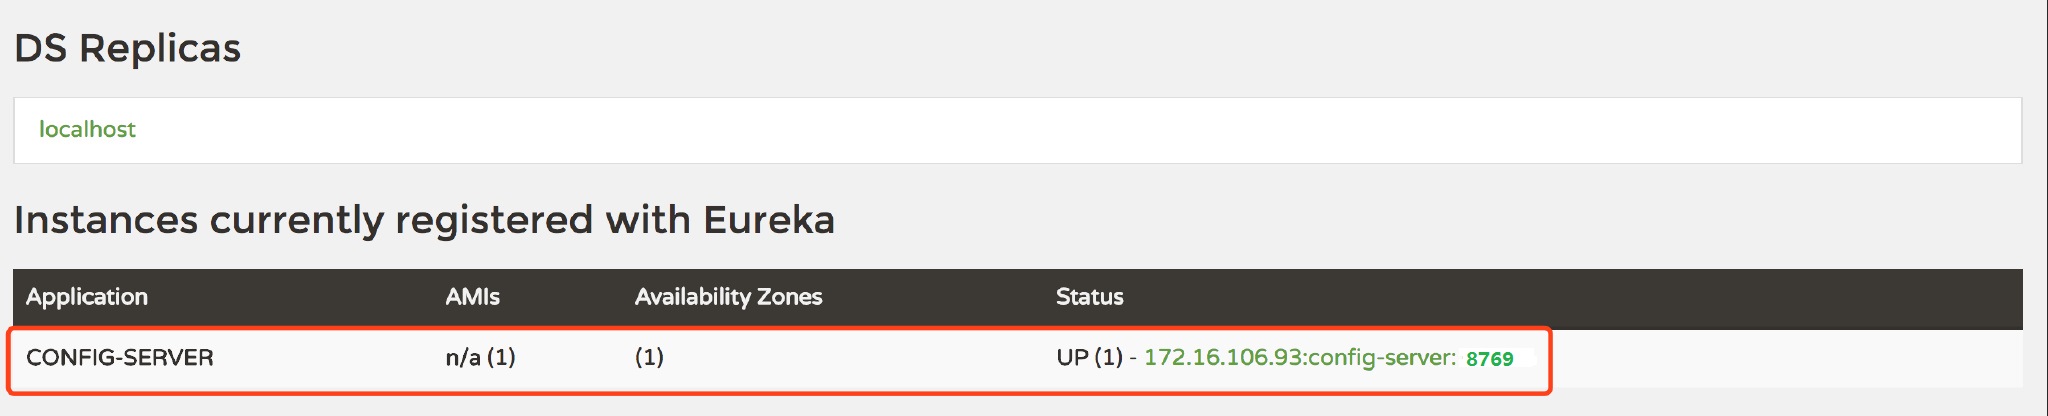 DS Replicas
localhost
Instances currently registered with Eureka
Application AMIs Availability Zones Status
CONFIG-SERVER n/a (1) (1) UP (1) - 172.16.106.93:config-server: 8769